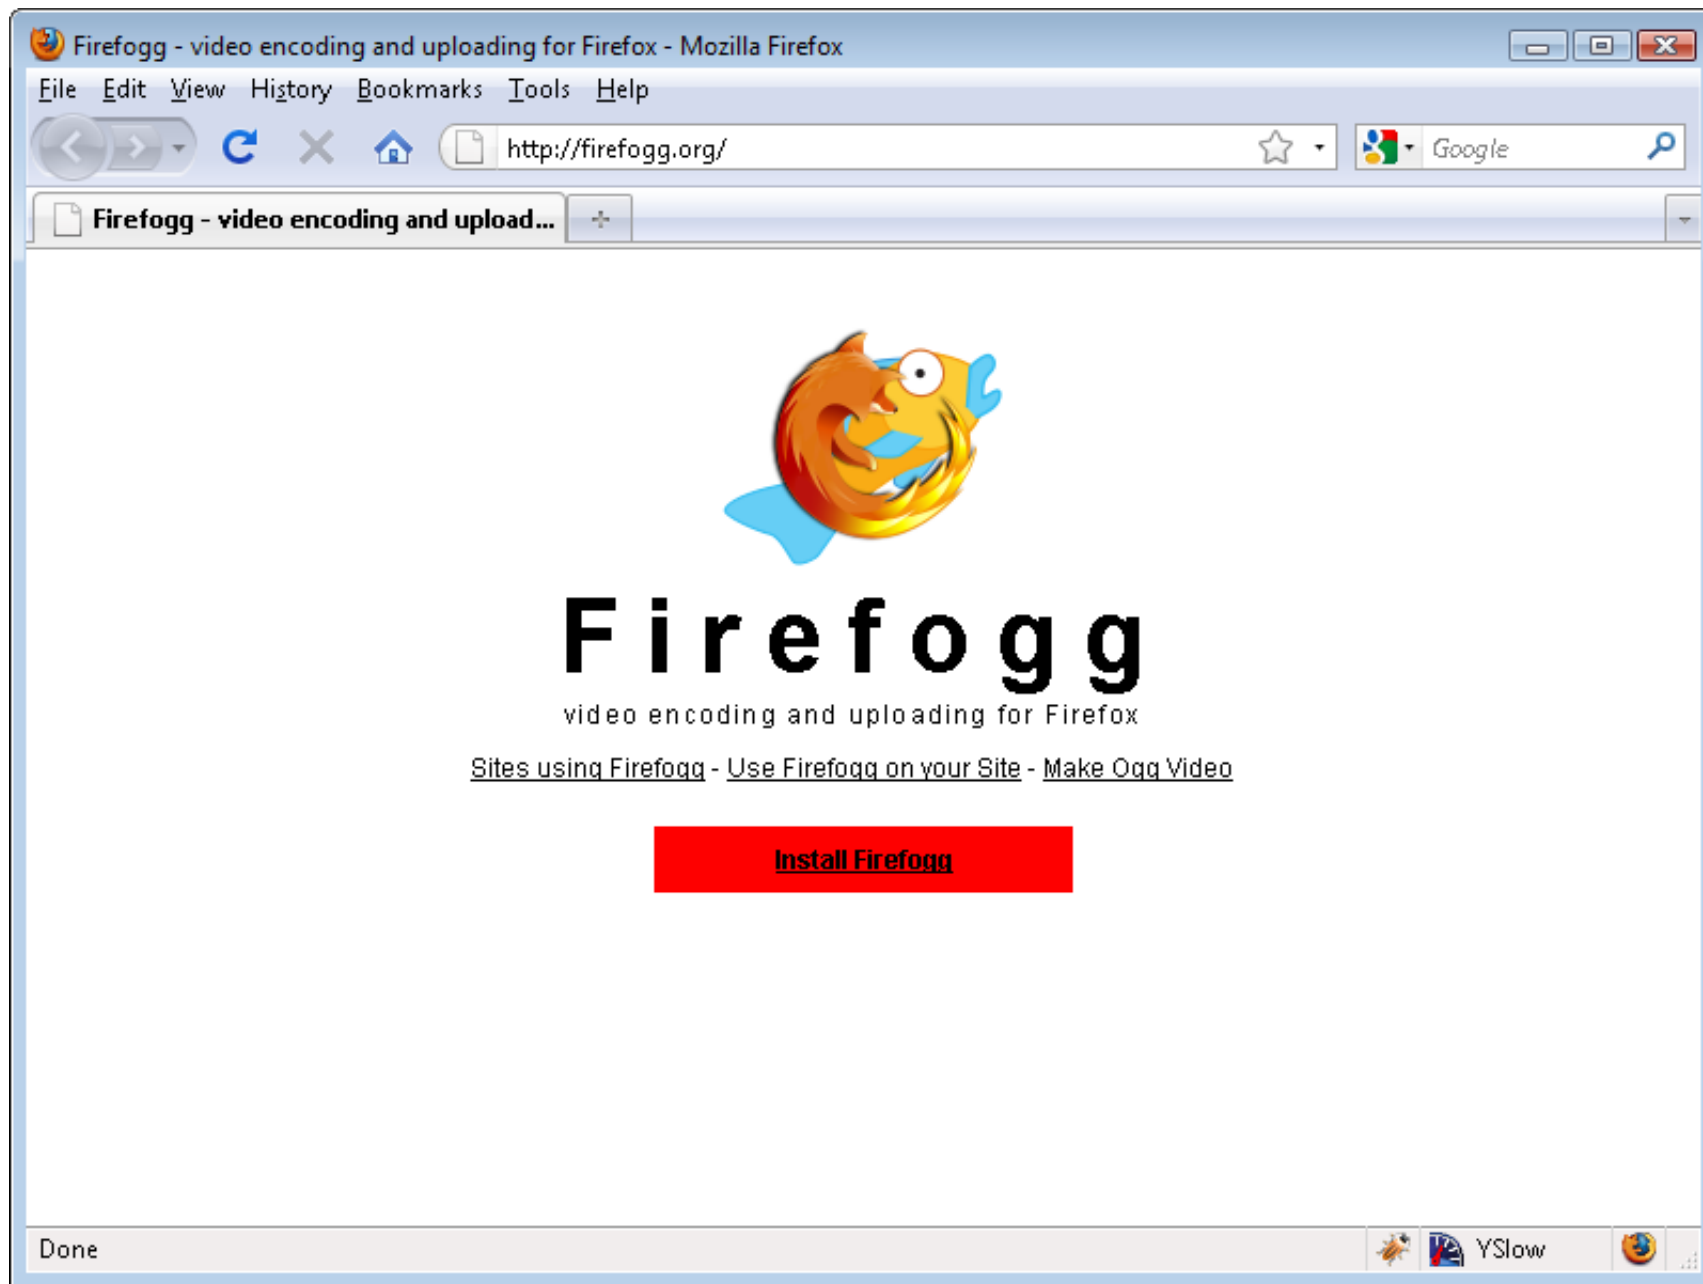 Firefogg - video encoding and uploading for Firefox - Mozilla Firefox
File Edit View History Bookmarks Tools Help
http://firefogg.org/ Google
Firefogg - video encoding and upload...
Firefogg
video encoding and uploading for Firefox
Sites using Firefogg - Use Firefogg on your Site - Make Ogg Video
Install Firefogg
Done YSlow